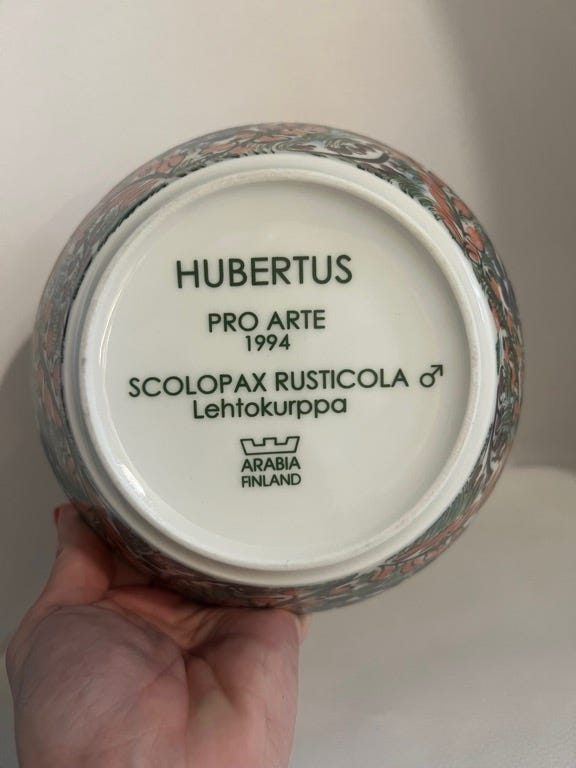 HUBERTUS
PRO ARTE
1994
SCOLOPAX RUSTICOLA ♂
Lehtokurppa
ARABIA
FINLAND